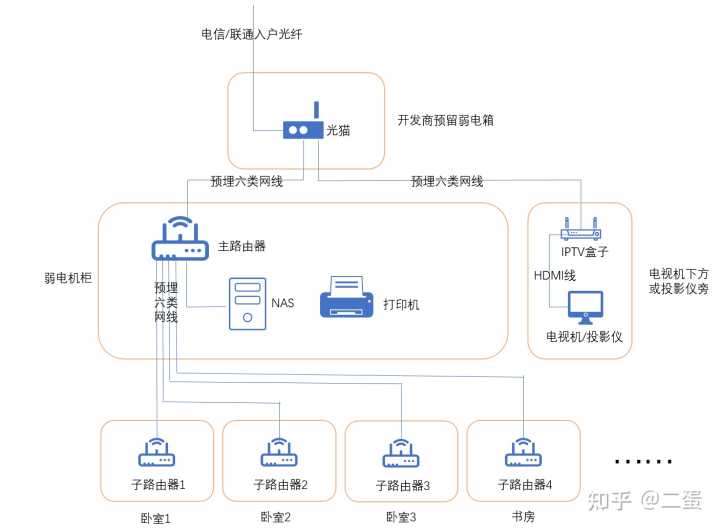 电信/联通入户光纤
光猫
开发商预留弱电箱
预埋六类网线
预埋六类网线
主路由器
IPTV盒子
弱电机柜
预埋
六类
网线
NAS
打印机
HDMI线
电视机下方
或投影仪旁
电视机/投影仪
子路由器1
子路由器2
子路由器3
子路由器4
......
卧室1
卧室2
卧室3
书房
知乎 @二蛋